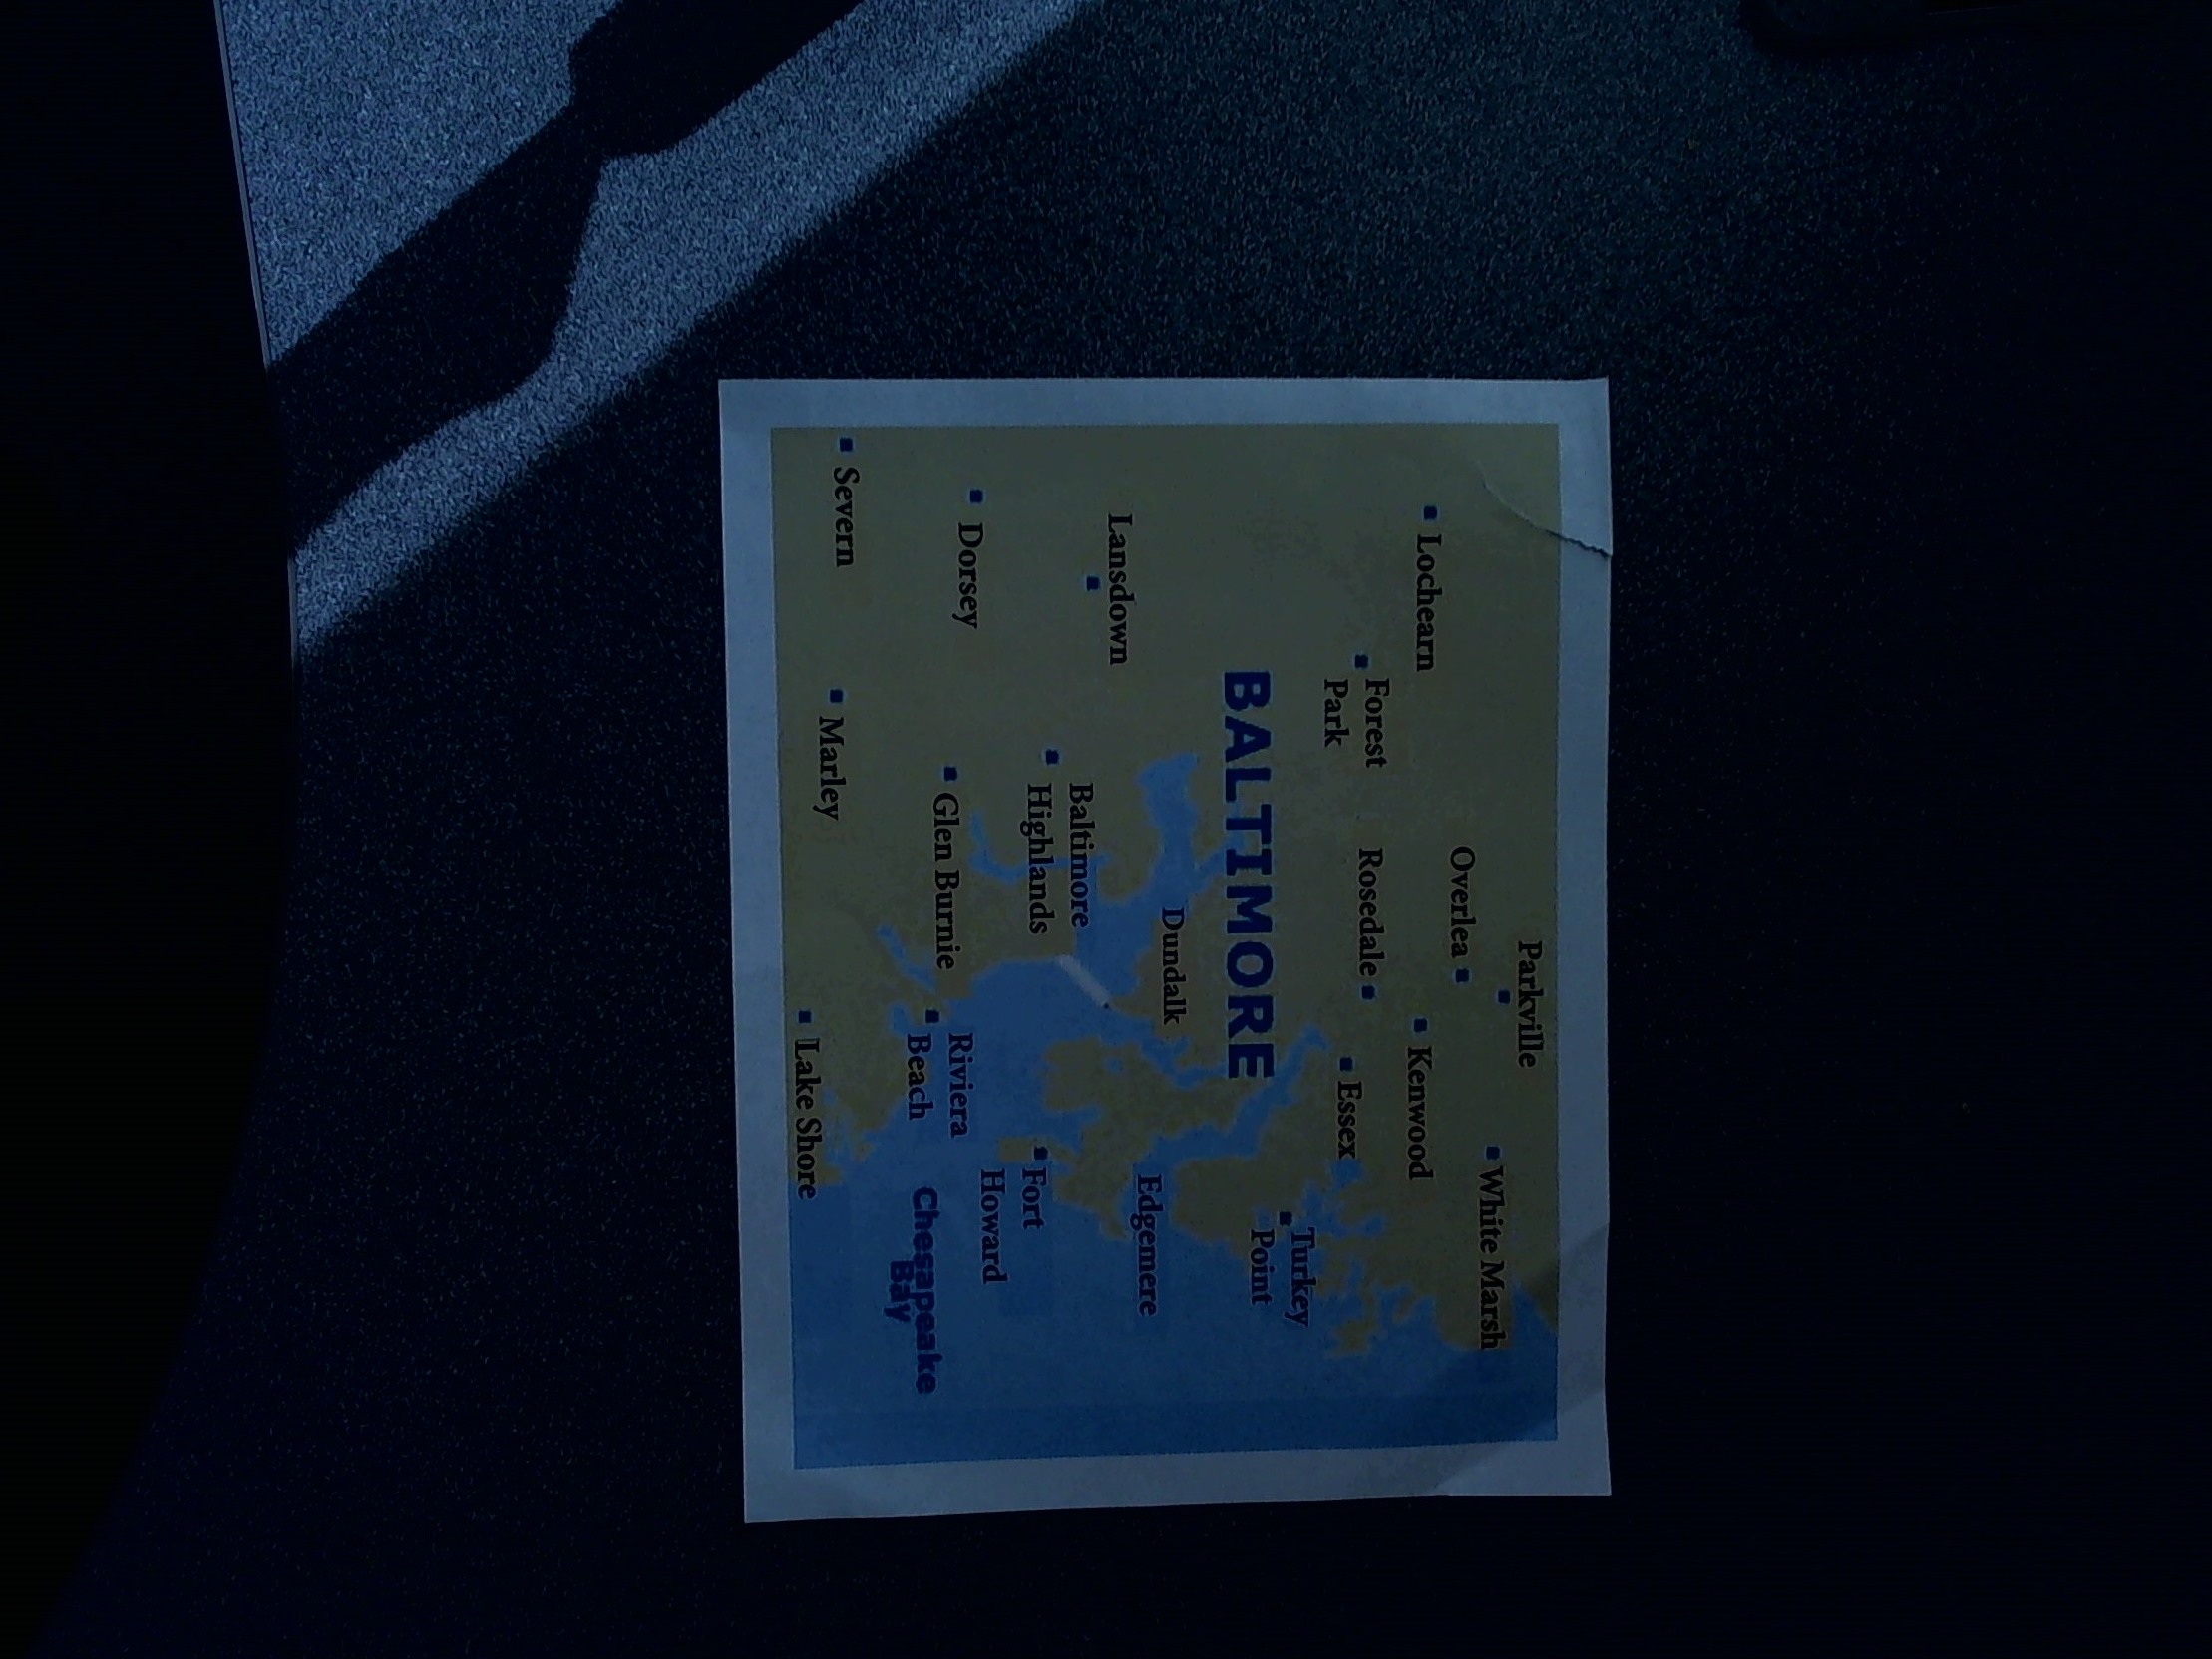 Parkville
White Marsh
Overlea
Lochearn
Kenwood
Forest
Park
Rosedale
Essex
Turkey
Point
BALTIMORE
Dundalk
Edgemere
Lansdown
Baltimore
Highlands
Fort
Howard
Dorsey
Glen Burnie
Riviera
Beach
Chesapeake
Bay
Severn
Marley
Lake Shore